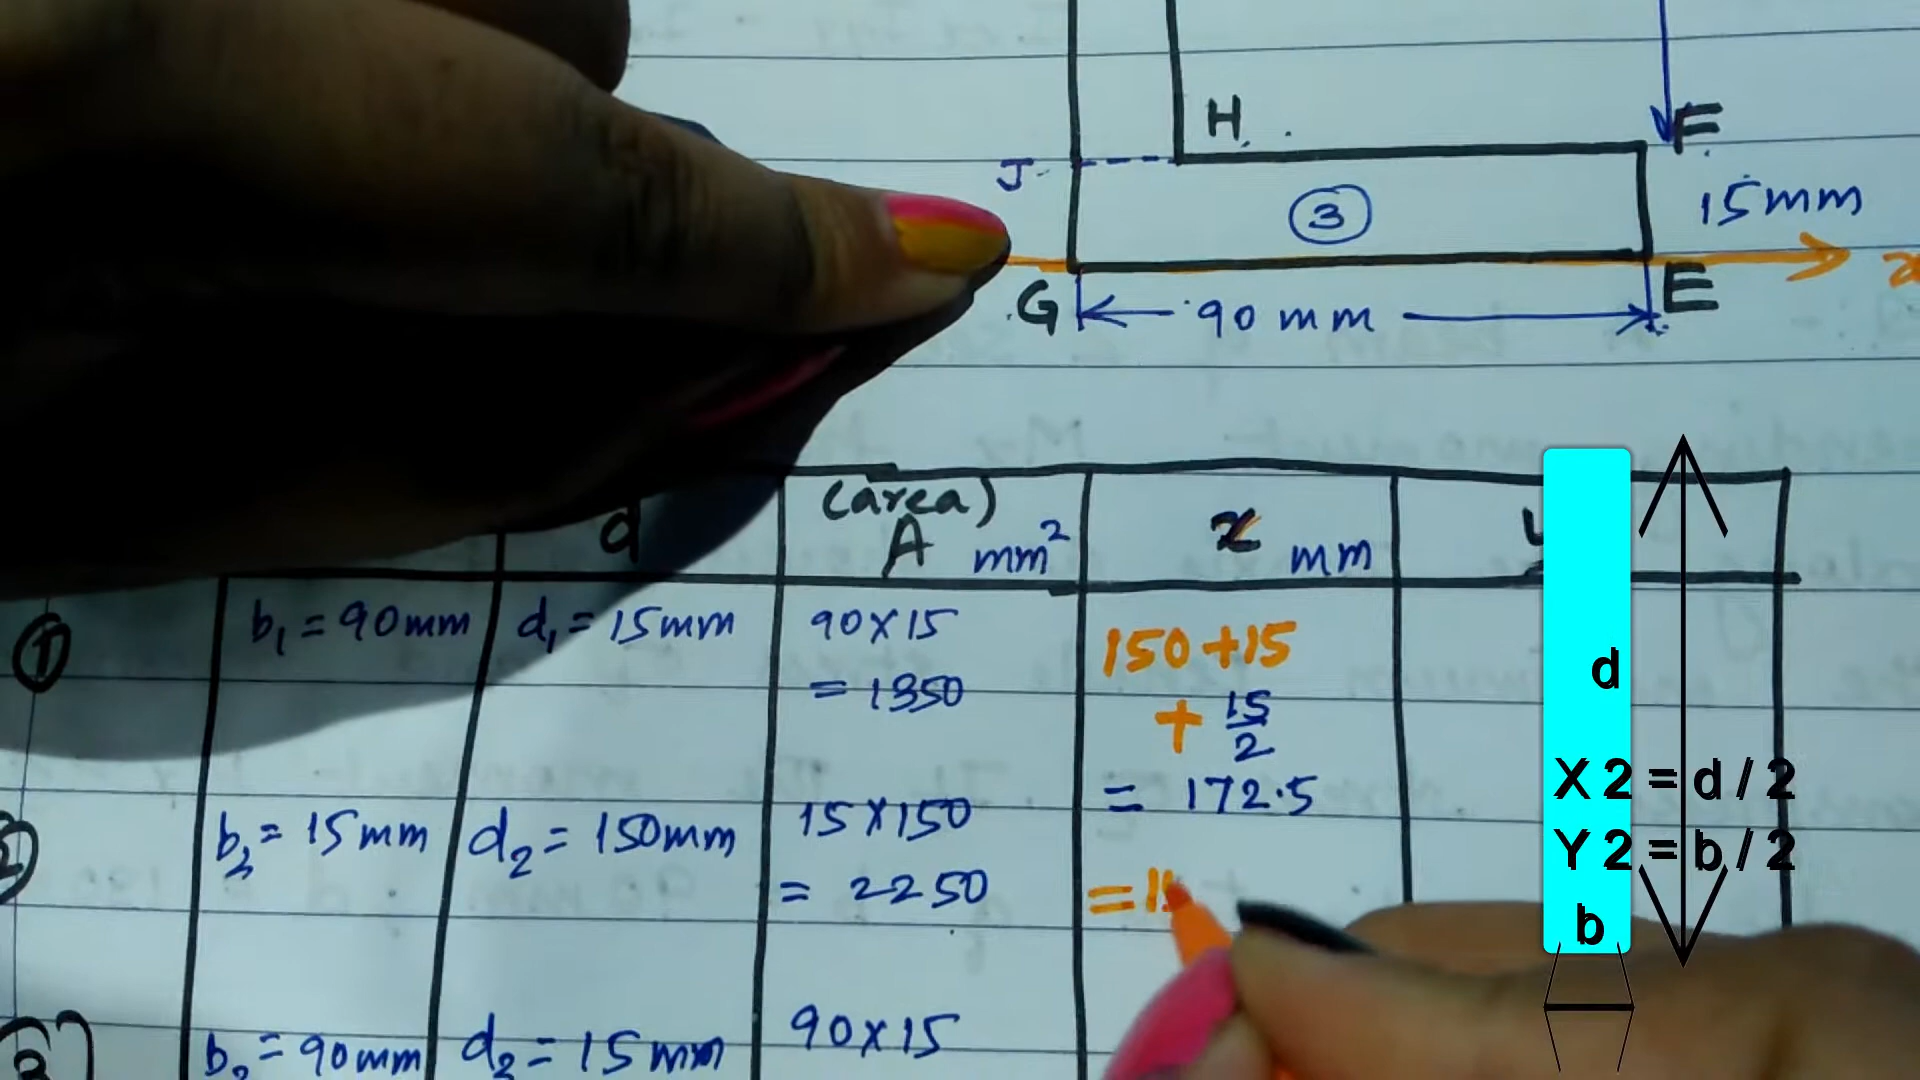 H
F
J
3
15mm
G
90 mm
E
x
d
(area)
A mm²
x mm
1
b₁ = 90mm
d₁ = 15mm
90×15
= 1350
150+15
+ 15/2
= 172.5
d
X 2 = d / 2
Y 2 = b / 2
b
b₂ = 15mm
d₂ = 150mm
15×150
= 2250
=
3
b₃ = 90mm
d₃ = 15mm
90×15